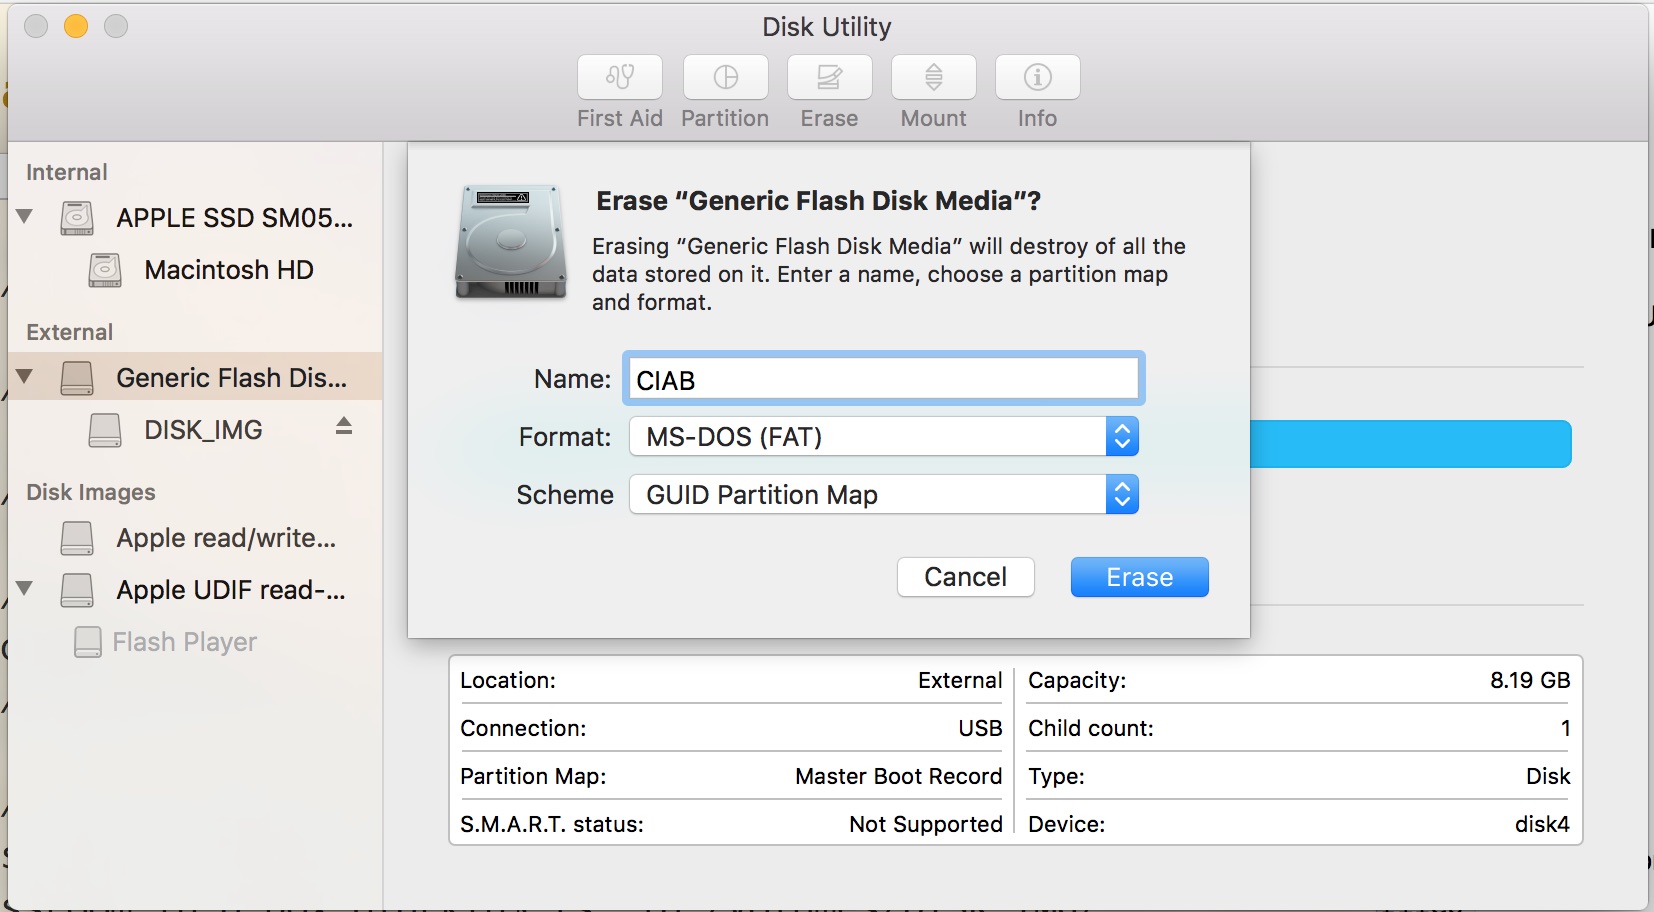 Disk Utility
First Aid Partition Erase Mount Info
Internal
APPLE SSD SM05...
Macintosh HD
External
Generic Flash Dis...
DISK_IMG
Disk Images
Apple read/write...
Apple UDIF read-...
Flash Player
Erase “Generic Flash Disk Media”?
Erasing “Generic Flash Disk Media” will destroy of all the
data stored on it. Enter a name, choose a partition map
and format.
Name: CIAB
Format: MS-DOS (FAT)
Scheme GUID Partition Map
Cancel Erase
Location: External Capacity: 8.19 GB
Connection: USB Child count: 1
Partition Map: Master Boot Record Type: Disk
S.M.A.R.T. status: Not Supported Device: disk4